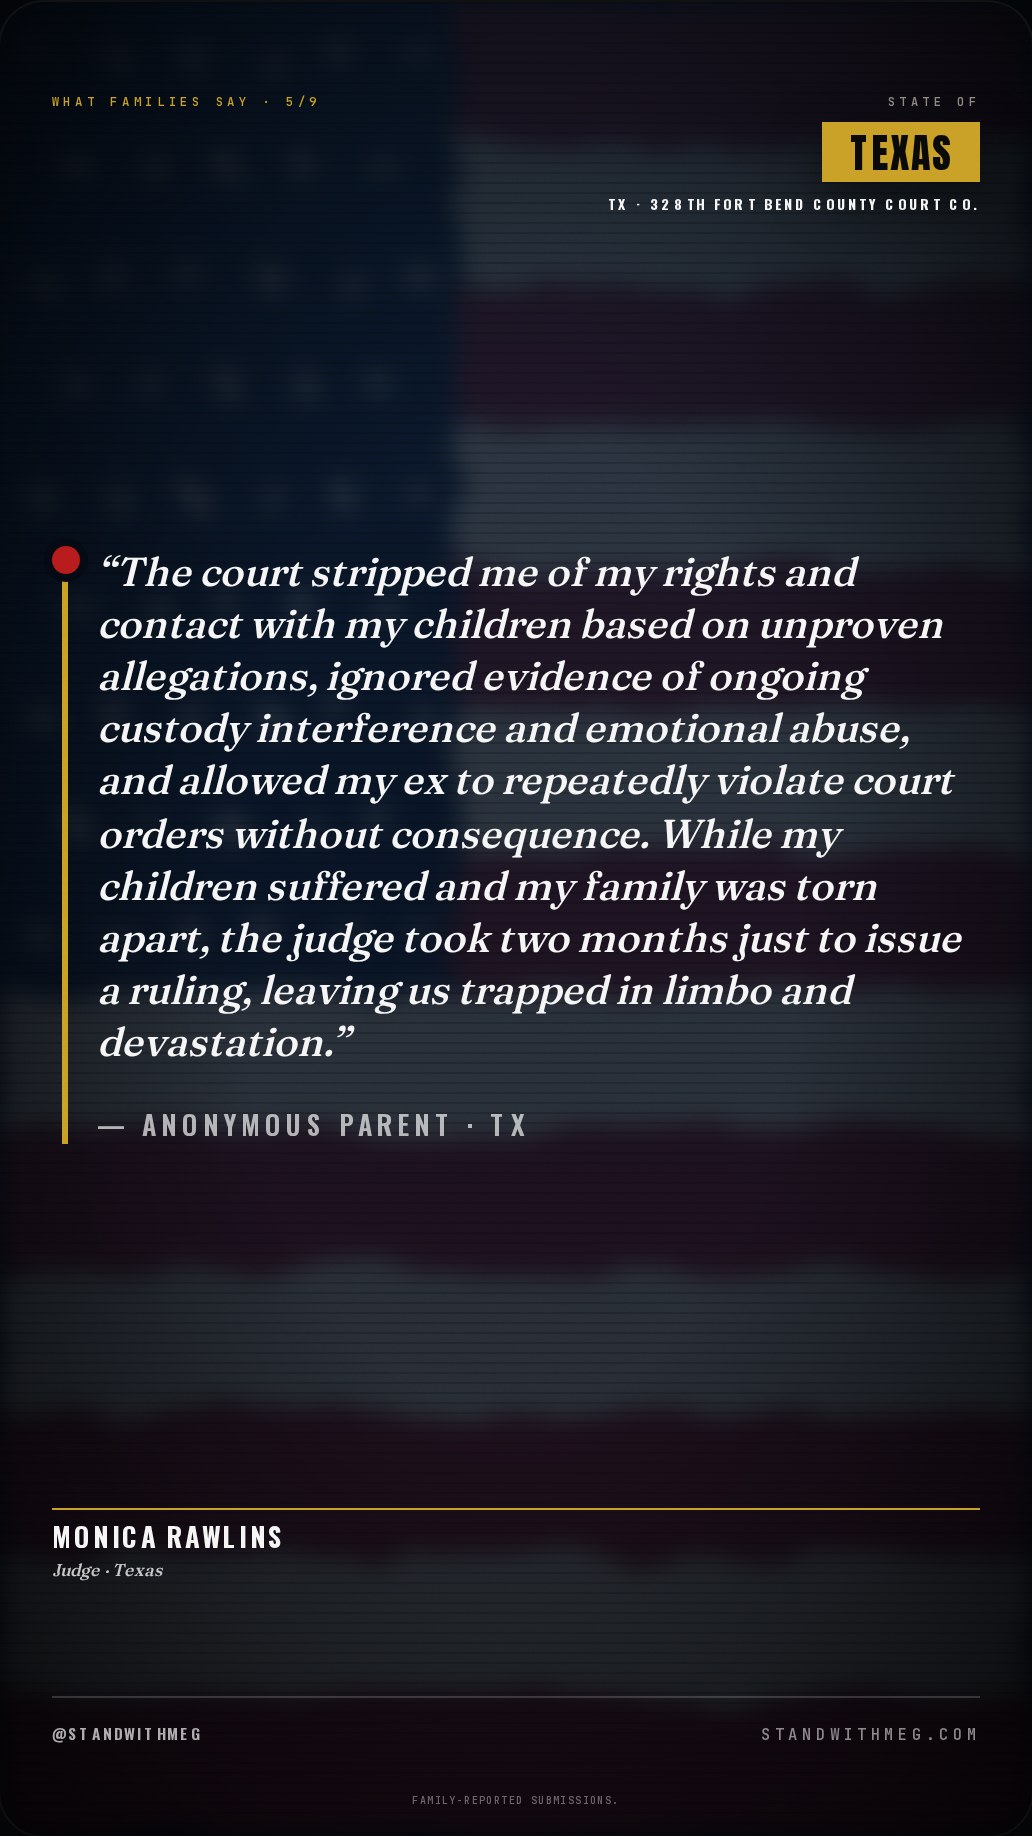 WHAT FAMILIES SAY · 5/9
STATE OF
TEXAS
TX · 328TH FORT BEND COUNTY COURT CO.
“The court stripped me of my rights and
contact with my children based on unproven
allegations, ignored evidence of ongoing
custody interference and emotional abuse,
and allowed my ex to repeatedly violate court
orders without consequence. While my
children suffered and my family was torn
apart, the judge took two months just to issue
a ruling, leaving us trapped in limbo and
devastation.”
— ANONYMOUS PARENT · TX
MONICA RAWLINS
Judge · Texas
@STANDWITHMEG
STANDWITHMEG.COM
FAMILY-REPORTED SUBMISSIONS.